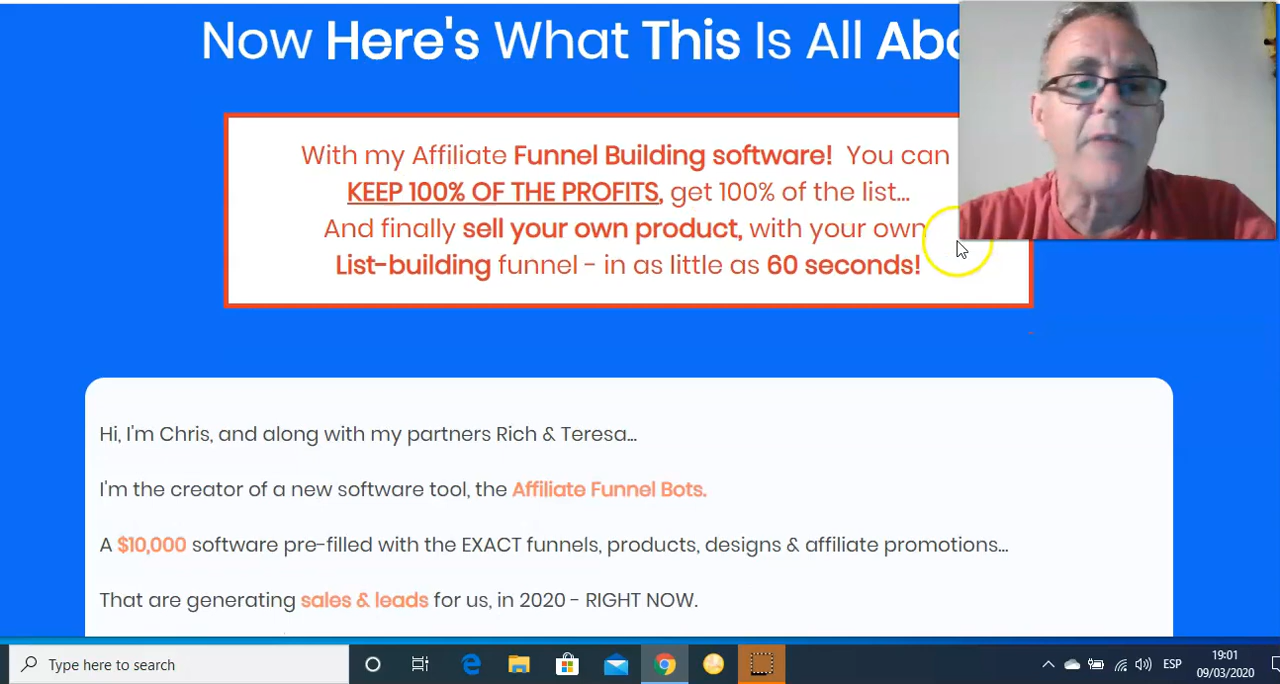 Now Here's What This Is All Abo
With my Affiliate Funnel Building software! You can
KEEP 100% OF THE PROFITS, get 100% of the list...
And finally sell your own product, with your own
List-building funnel - in as little as 60 seconds!
Hi, I'm Chris, and along with my partners Rich & Teresa...
I'm the creator of a new software tool, the Affiliate Funnel Bots.
A $10,000 software pre-filled with the EXACT funnels, products, designs & affiliate promotions...
That are generating sales & leads for us, in 2020 - RIGHT NOW.
Type here to search
ESP
19:01
09/03/2020